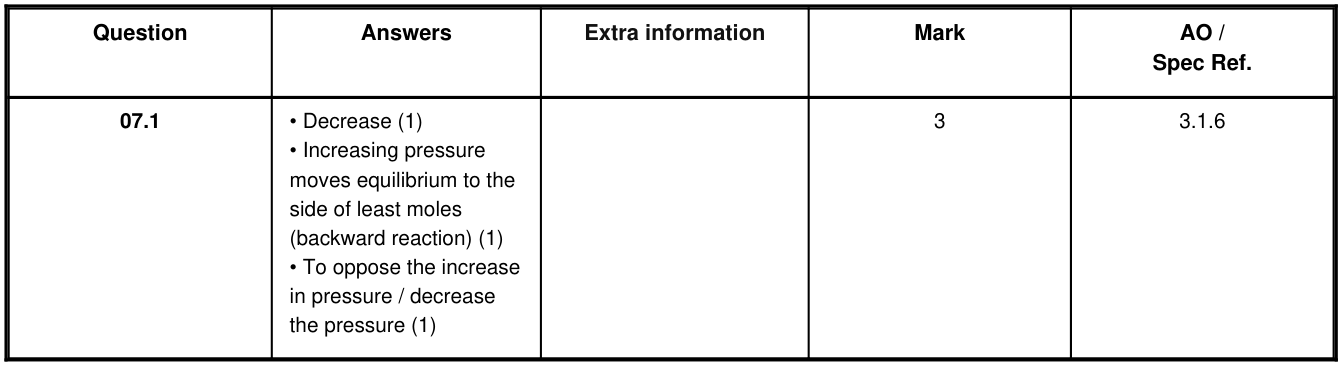 Question Answers Extra information Mark AO /
Spec Ref.
07.1 • Decrease (1) 3 3.1.6
• Increasing pressure
moves equilibrium to the
side of least moles
(backward reaction) (1)
• To oppose the increase
in pressure / decrease
the pressure (1)